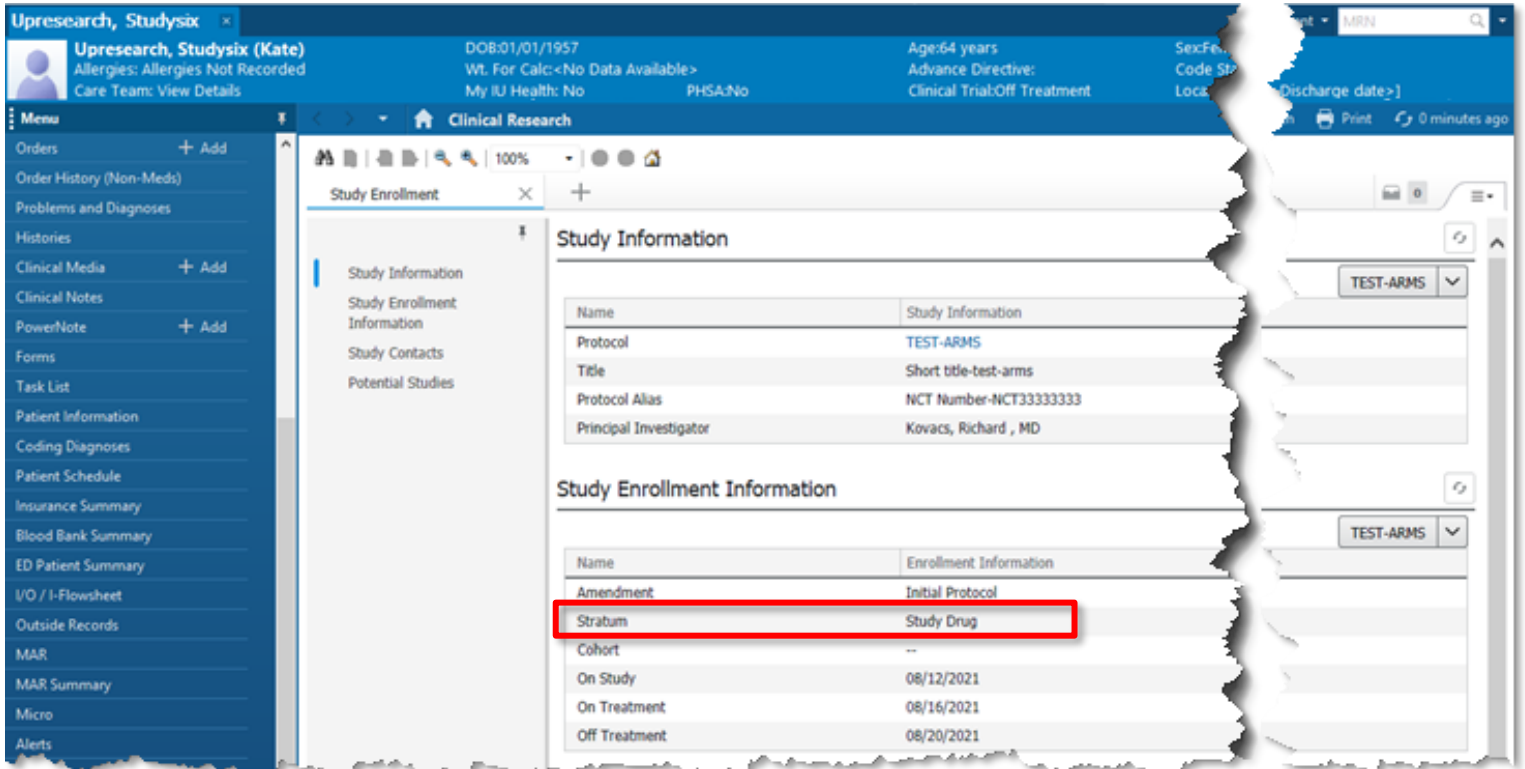 Upresearch, Studysix ×
MRN
Upresearch, Studysix (Kate)
Allergies: Allergies Not Recorded
Care Team: View Details
DOB:01/01/1957
Wt. For Calc:<No Data Available>
My IU Health: No PHSA:No
Age:64 years
Advance Directive:
Clinical Trial:Off Treatment
Discharge date>]
Menu
Clinical Research
Print 0 minutes ago
Orders + Add
Order History (Non-Meds)
Problems and Diagnoses
Histories
Clinical Media + Add
Clinical Notes
PowerNote + Add
Forms
Task List
Patient Information
Coding Diagnoses
Patient Schedule
Insurance Summary
Blood Bank Summary
ED Patient Summary
I/O / I-Flowsheet
Outside Records
MAR
MAR Summary
Micro
Alerts
100%
Study Enrollment
0
Study Information
Study Enrollment
Information
Study Contacts
Potential Studies
Study Information
TEST-ARMS
Name Study Information
Protocol TEST-ARMS
Title Short title-test-arms
Protocol Alias NCT Number-NCT33333333
Principal Investigator Kovacs, Richard , MD
Study Enrollment Information
TEST-ARMS
Name Enrollment Information
Amendment Initial Protocol
Stratum Study Drug
Cohort --
On Study 08/12/2021
On Treatment 08/16/2021
Off Treatment 08/20/2021